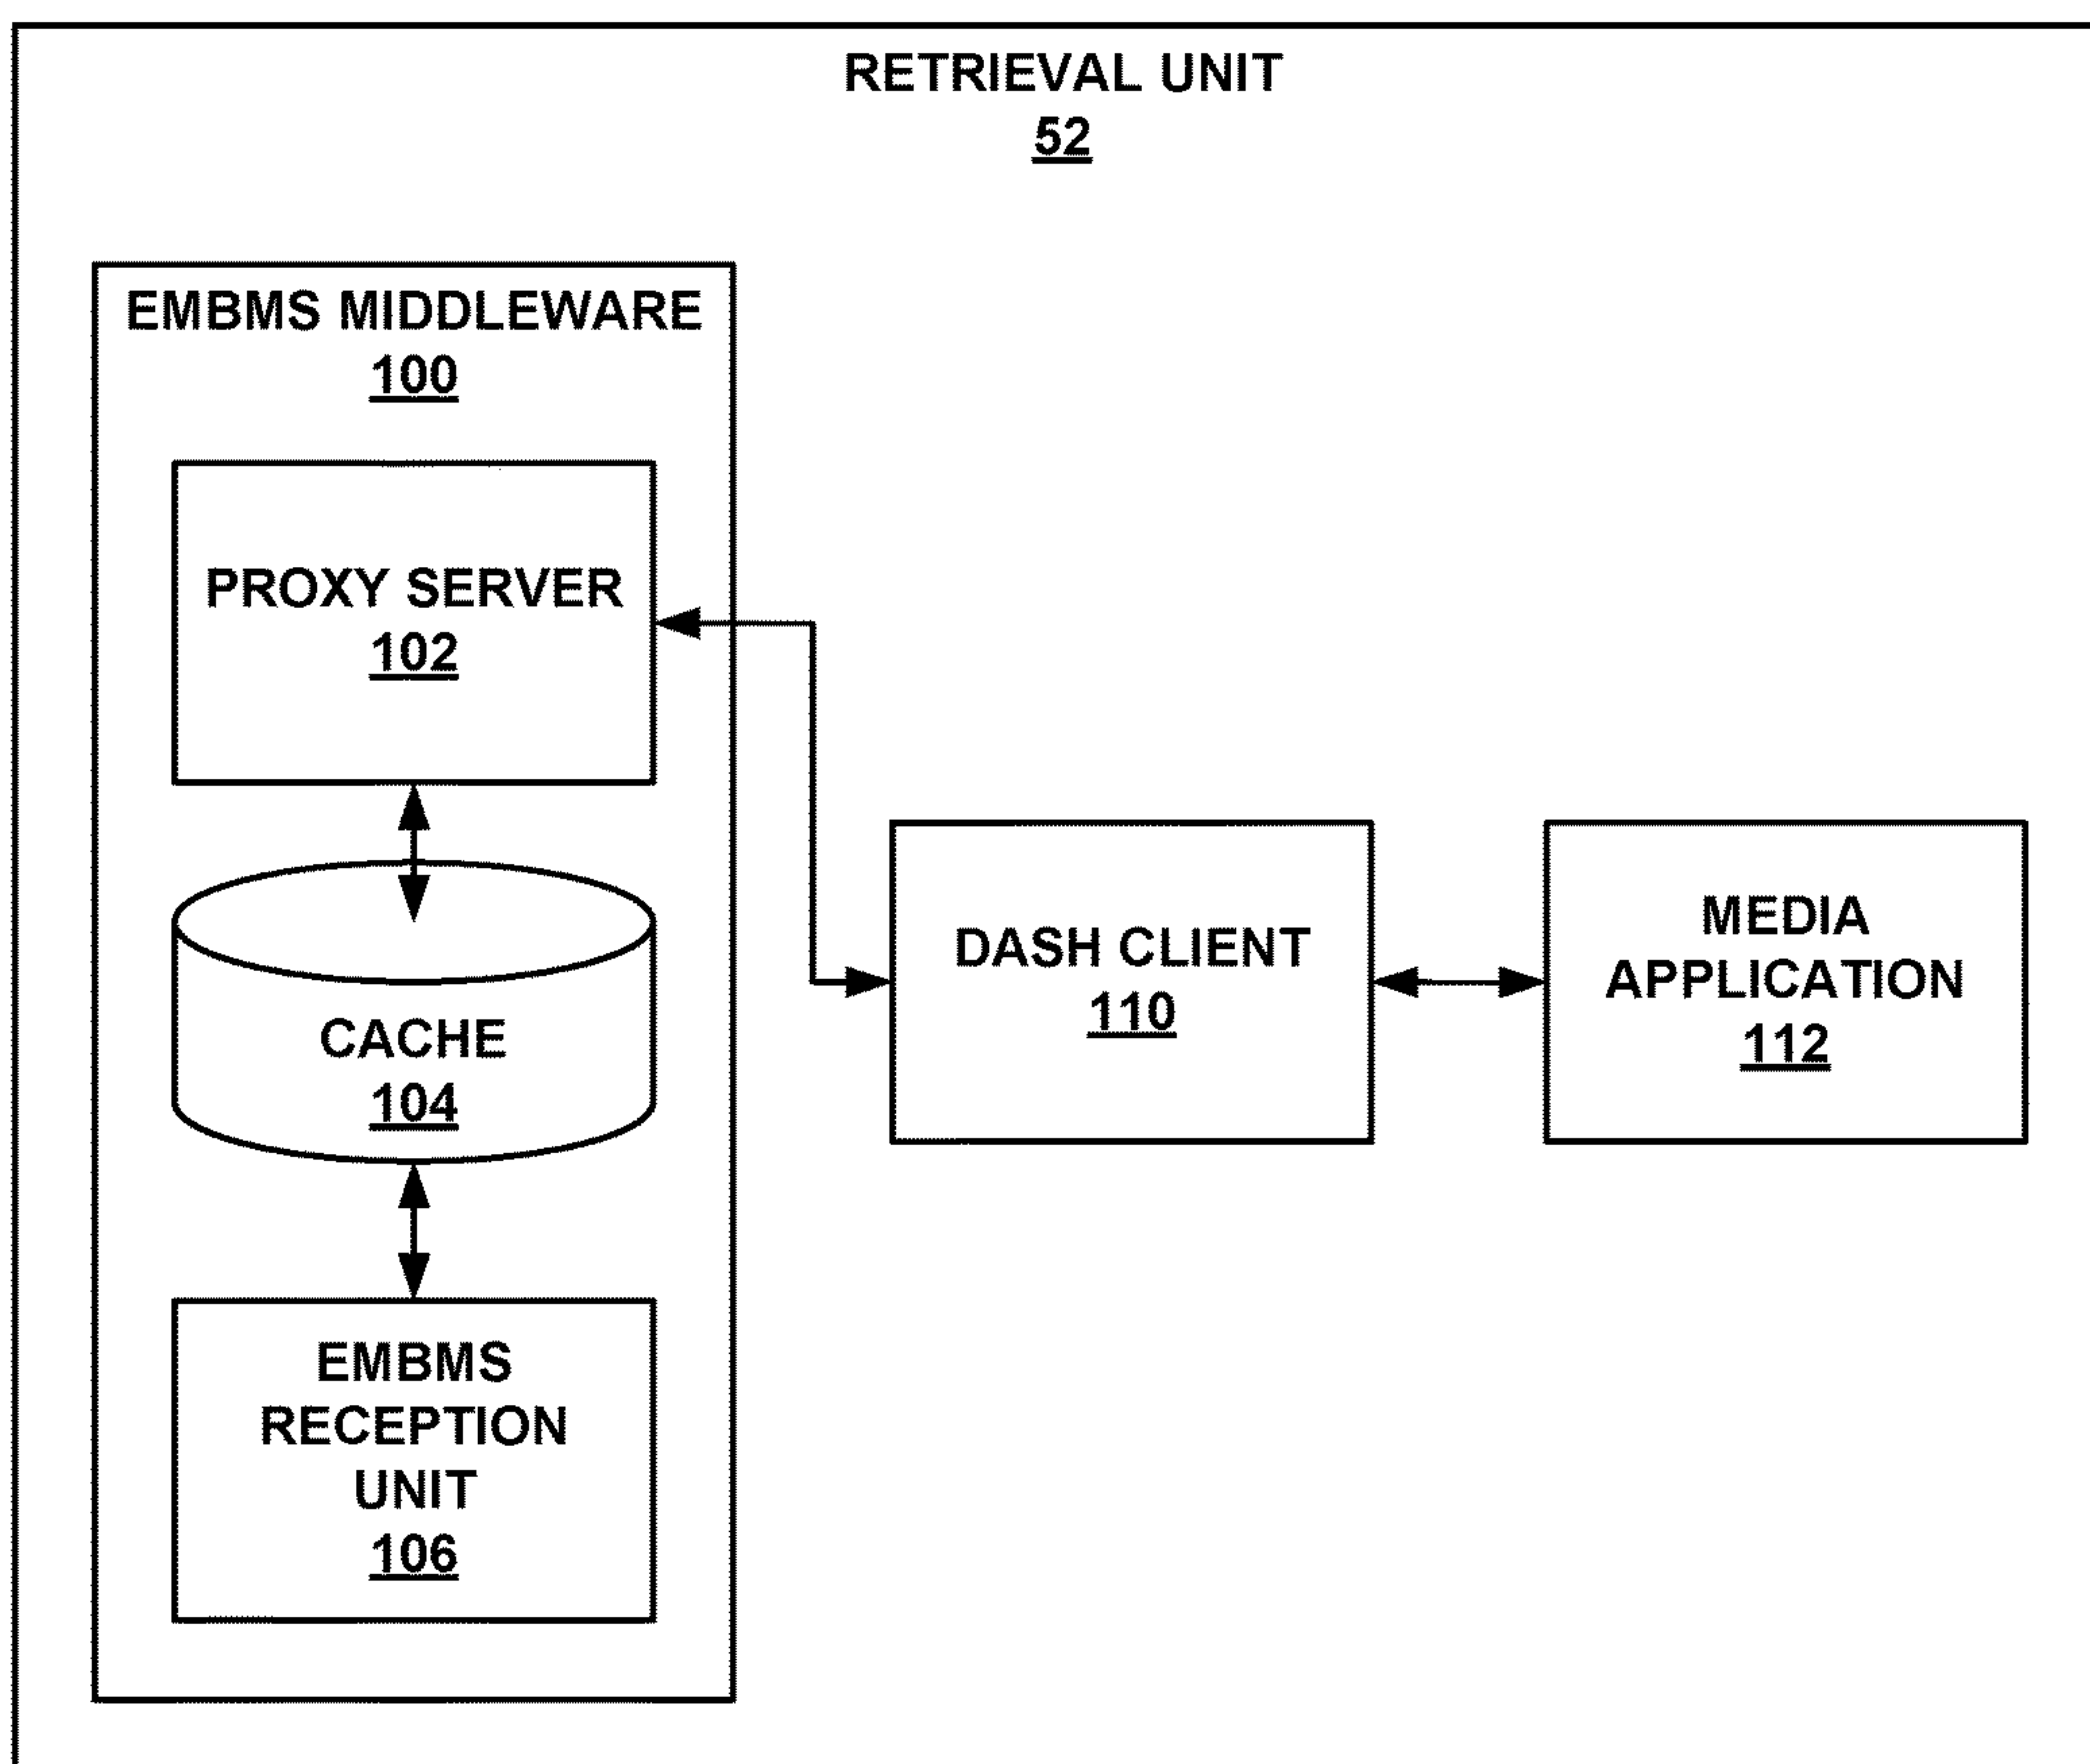 RETRIEVAL UNIT
52
EMBMS MIDDLEWARE
100
PROXY SERVER
102
CACHE
104
EMBMS
RECEPTION
UNIT
106
DASH CLIENT
110
MEDIA
APPLICATION
112